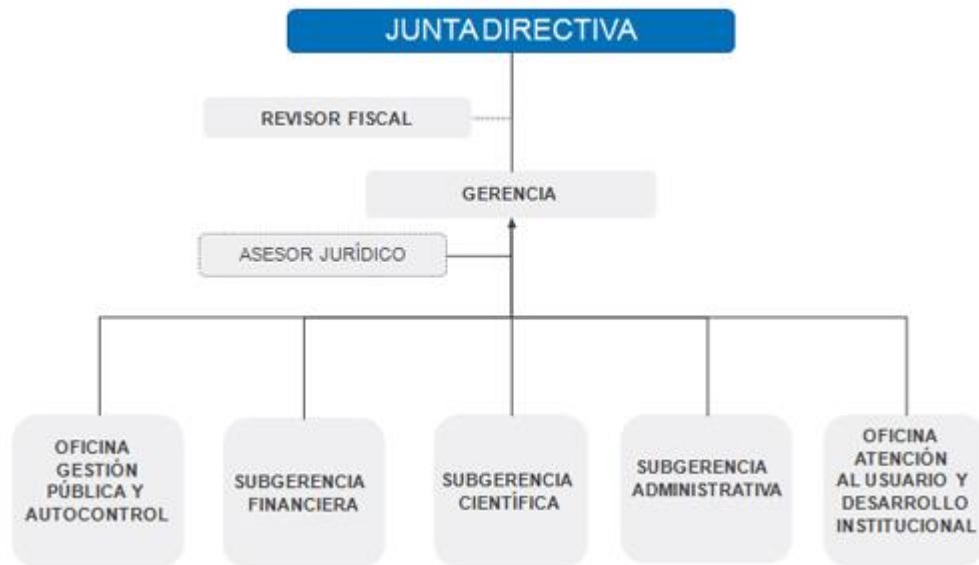 JUNTA DIRECTIVA
REVISOR FISCAL
GERENCIA
ASESOR JURÍDICO
OFICINA
GESTIÓN
PÚBLICA Y
AUTOCONTROL
SUBGERENCIA
FINANCIERA
SUBGERENCIA
CIENTÍFICA
SUBGERENCIA
ADMINISTRATIVA
OFICINA
ATENCIÓN
AL USUARIO Y
DESARROLLO
INSTITUCIONAL